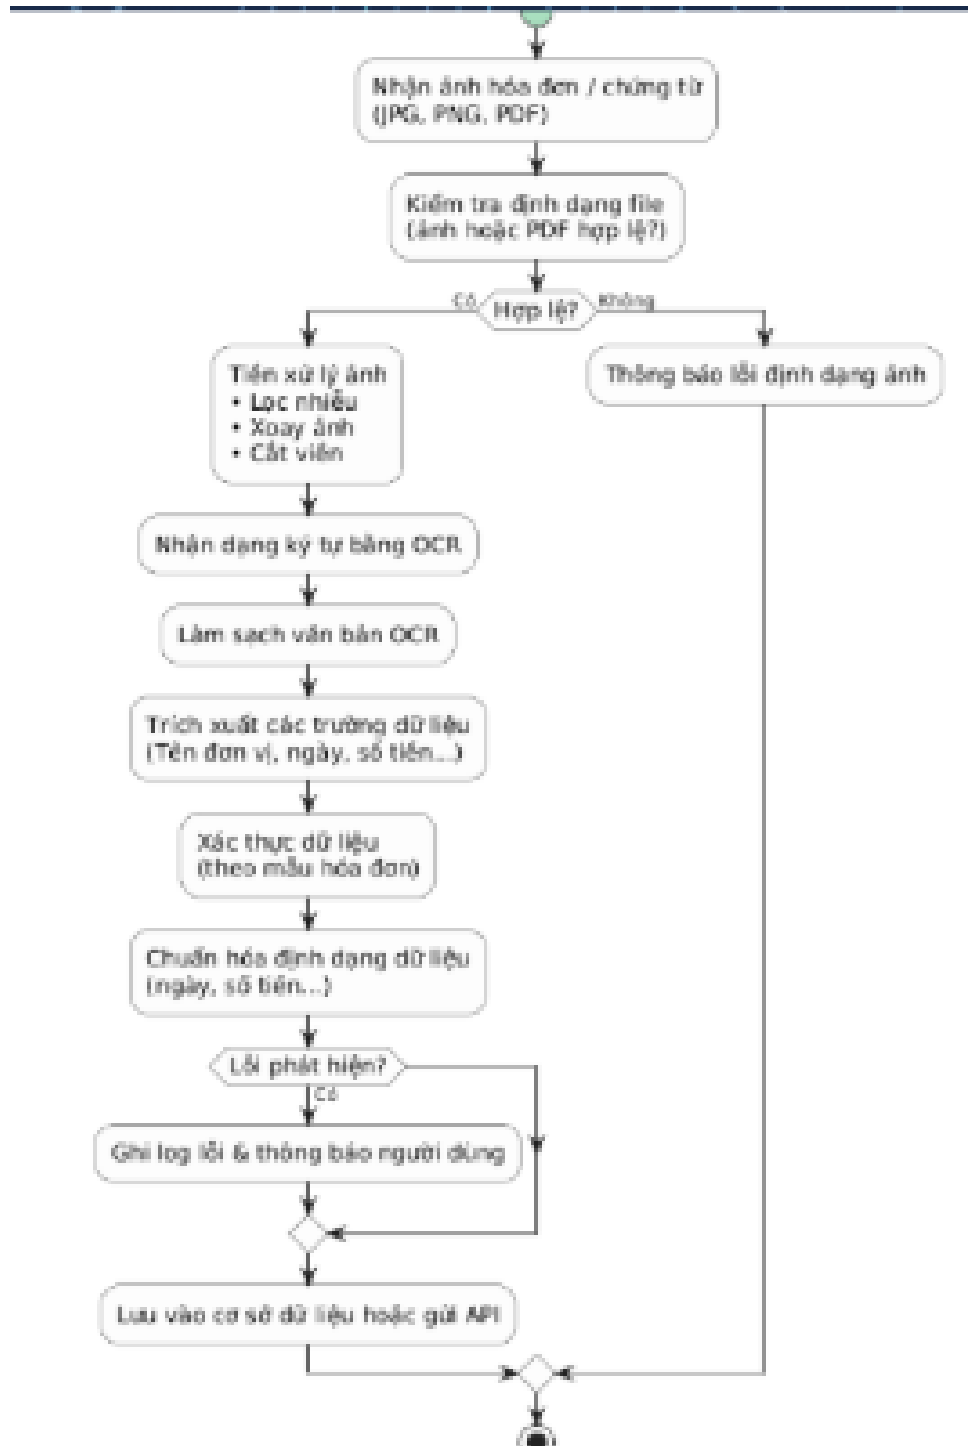 Nhận ảnh hóa đơn / chứng từ
(JPG, PNG, PDF)
Kiểm tra định dạng file
(ảnh hoặc PDF hợp lệ?)
Có
Hợp lệ?
Không
Tiền xử lý ảnh
• Lọc nhiễu
• Xoay ảnh
• Cắt viền
Thông báo lỗi định dạng ảnh
Nhận dạng ký tự bằng OCR
Làm sạch văn bản OCR
Trích xuất các trường dữ liệu
(Tên đơn vị, ngày, số tiền...)
Xác thực dữ liệu
(theo mẫu hóa đơn)
Chuẩn hóa định dạng dữ liệu
(ngày, số tiền...)
Lỗi phát hiện?
Có
Ghi log lỗi & thông báo người dùng
Lưu vào cơ sở dữ liệu hoặc gửi API